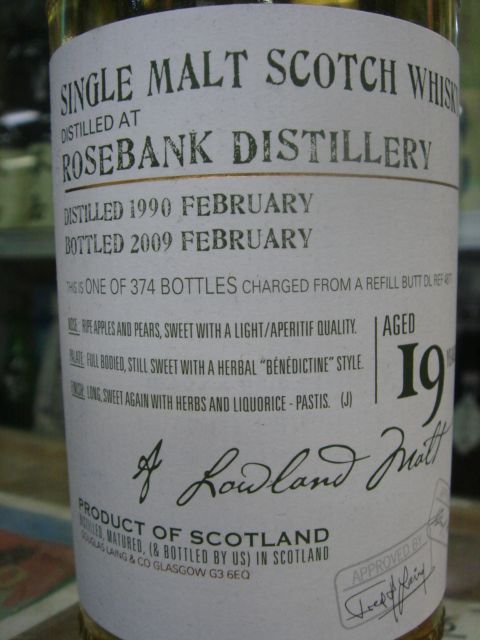 SINGLE MALT SCOTCH WHISKY
DISTILLED AT
ROSEBANK DISTILLERY
DISTILLED 1990 FEBRUARY
BOTTLED 2009 FEBRUARY
THIS IS ONE OF 374 BOTTLES CHARGED FROM A REFILL BUTT DL REF
NOSE: RIPE APPLES AND PEARS, SWEET WITH A LIGHT/APERITIF QUALITY.
PALATE: FULL BODIED, STILL SWEET WITH A HERBAL "BÉNÉDICTINE" STYLE.
FINISH: LONG, SWEET AGAIN WITH HERBS AND LIQUORICE - PASTIS. (J)
AGED
19
A Lowland Malt
PRODUCT OF SCOTLAND
DISTILLED, MATURED, (& BOTTLED BY US) IN SCOTLAND
DOUGLAS LAING & CO GLASGOW G3 6EQ
APPROVED BY
Fred H Laing